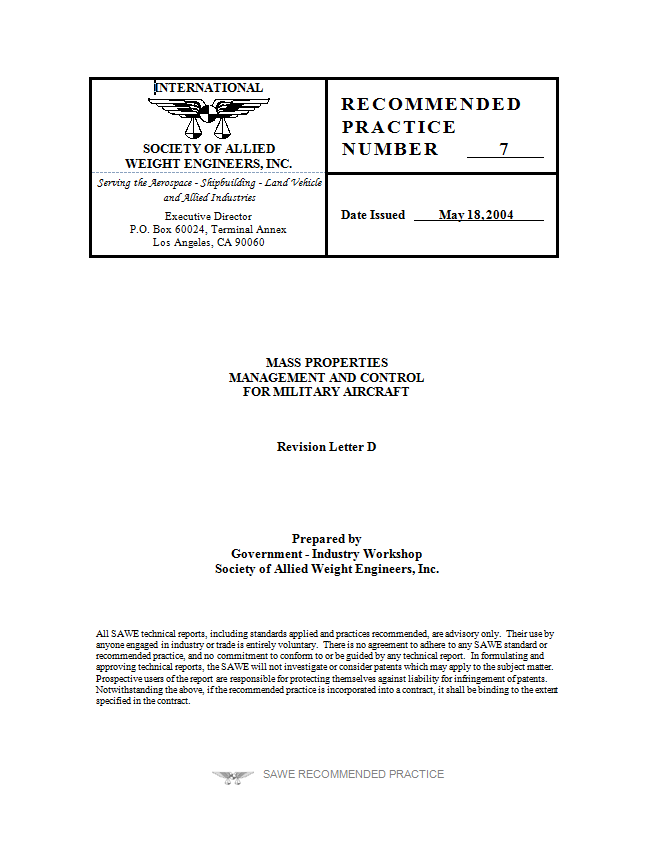 INTERNATIONAL
SOCIETY OF ALLIED
WEIGHT ENGINEERS, INC.
Serving the Aerospace - Shipbuilding - Land Vehicle
and Allied Industries
Executive Director
P.O. Box 60024, Terminal Annex
Los Angeles, CA 90060
RECOMMENDED
PRACTICE
NUMBER 7
Date Issued May 18, 2004
MASS PROPERTIES
MANAGEMENT AND CONTROL
FOR MILITARY AIRCRAFT
Revision Letter D
Prepared by
Government - Industry Workshop
Society of Allied Weight Engineers, Inc.
All SAWE technical reports, including standards applied and practices recommended, are advisory only. Their use by
anyone engaged in industry or trade is entirely voluntary. There is no agreement to adhere to any SAWE standard or
recommended practice, and no commitment to conform to or be guided by any technical report. In formulating and
approving technical reports, the SAWE will not investigate or consider patents which may apply to the subject matter.
Prospective users of the report are responsible for protecting themselves against liability for infringement of patents.
Notwithstanding the above, if the recommended practice is incorporated into a contract, it shall be binding to the extent
specified in the contract.
SAWE RECOMMENDED PRACTICE